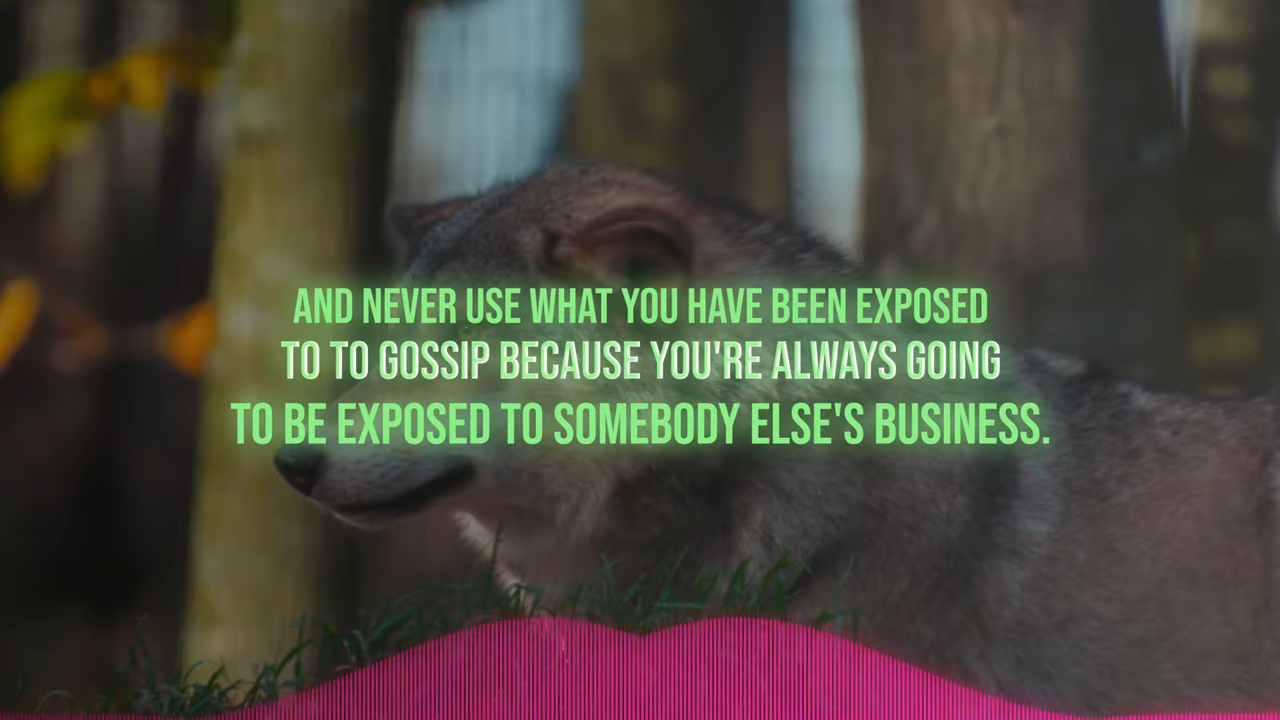 AND NEVER USE WHAT YOU HAVE BEEN EXPOSED
TO TO GOSSIP BECAUSE YOU'RE ALWAYS GOING
TO BE EXPOSED TO SOMEBODY ELSE'S BUSINESS.